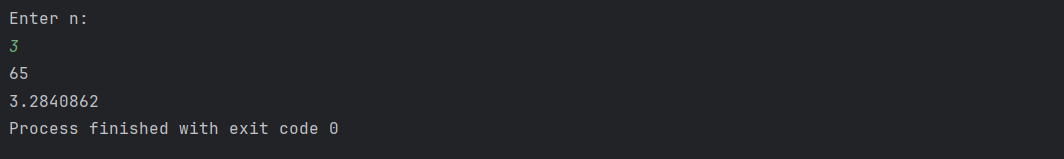 Enter n:
3
65
3.2840862
Process finished with exit code 0